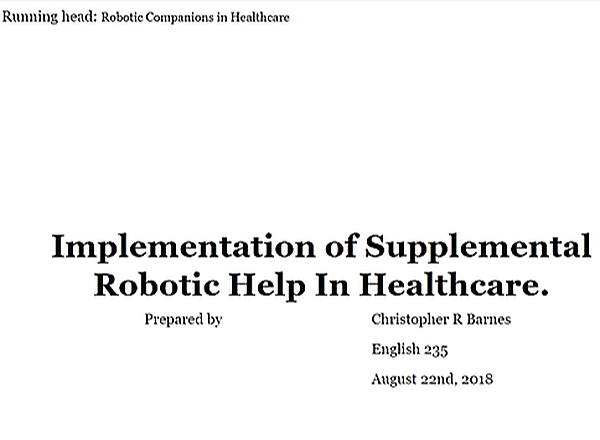 Running head: Robotic Companions in Healthcare
Implementation of Supplemental
Robotic Help In Healthcare.
Prepared by Christopher R Barnes
English 235
August 22nd, 2018